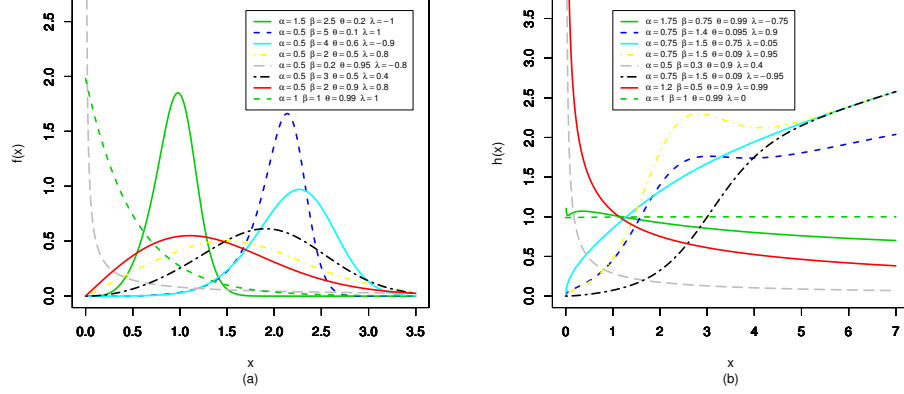 f(x)
2.5
2.0
1.5
1.0
0.5
0.0
α=1.5 β=2.5 θ=0.2 λ=−1
α=0.5 β=5 θ=0.1 λ=1
α=0.5 β=4 θ=0.6 λ=−0.9
α=0.5 β=2 θ=0.5 λ=0.8
α=0.5 β=0.2 θ=0.95 λ=−0.8
α=0.5 β=3 θ=0.5 λ=0.4
α=0.5 β=2 θ=0.9 λ=0.8
α=1 β=1 θ=0.99 λ=1
0.0 0.5 1.0 1.5 2.0 2.5 3.0 3.5
x
(a)
h(x)
3.5
3.0
2.5
2.0
1.5
1.0
0.5
0.0
α=1.75 β=0.75 θ=0.99 λ=−0.75
α=0.75 β=1.4 θ=0.095 λ=0.9
α=0.75 β=1.5 θ=0.75 λ=0.05
α=0.75 β=1.5 θ=0.09 λ=0.95
α=0.5 β=0.3 θ=0.9 λ=0.4
α=0.75 β=1.5 θ=0.09 λ=−0.95
α=1.2 β=0.5 θ=0.9 λ=0.99
α=1 β=1 θ=0.99 λ=0
0 1 2 3 4 5 6 7
x
(b)